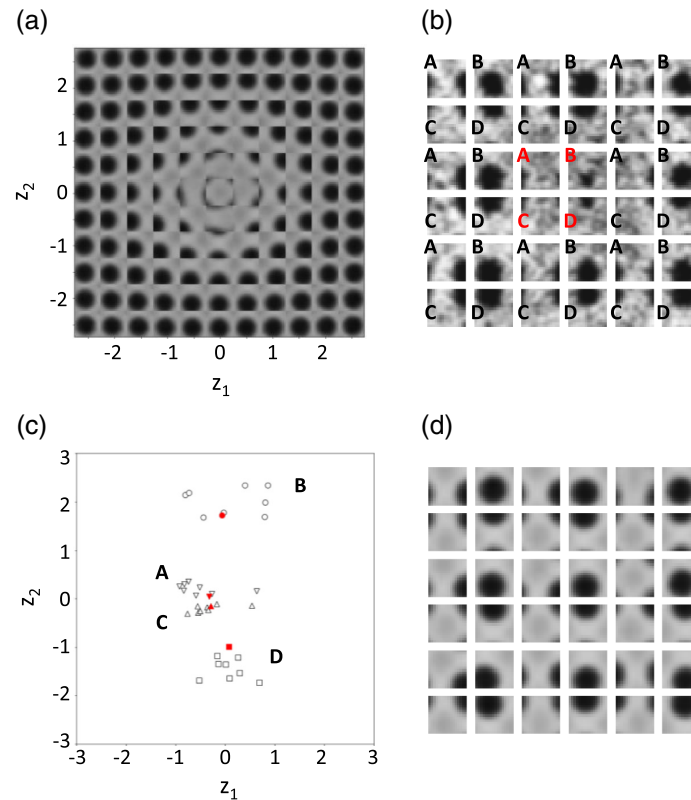 (a)
2
1
0
-1
-2
z2
-2 -1 0 1 2
z1
(b)
A B A B A B
C D C D C D
A B A B A B
C D C D C D
A B A B A B
C D C D C D
(c)
3
2
1
0
-1
-2
-3
z2
B
A
C
D
-3 -2 -1 0 1 2 3
z1
(d)